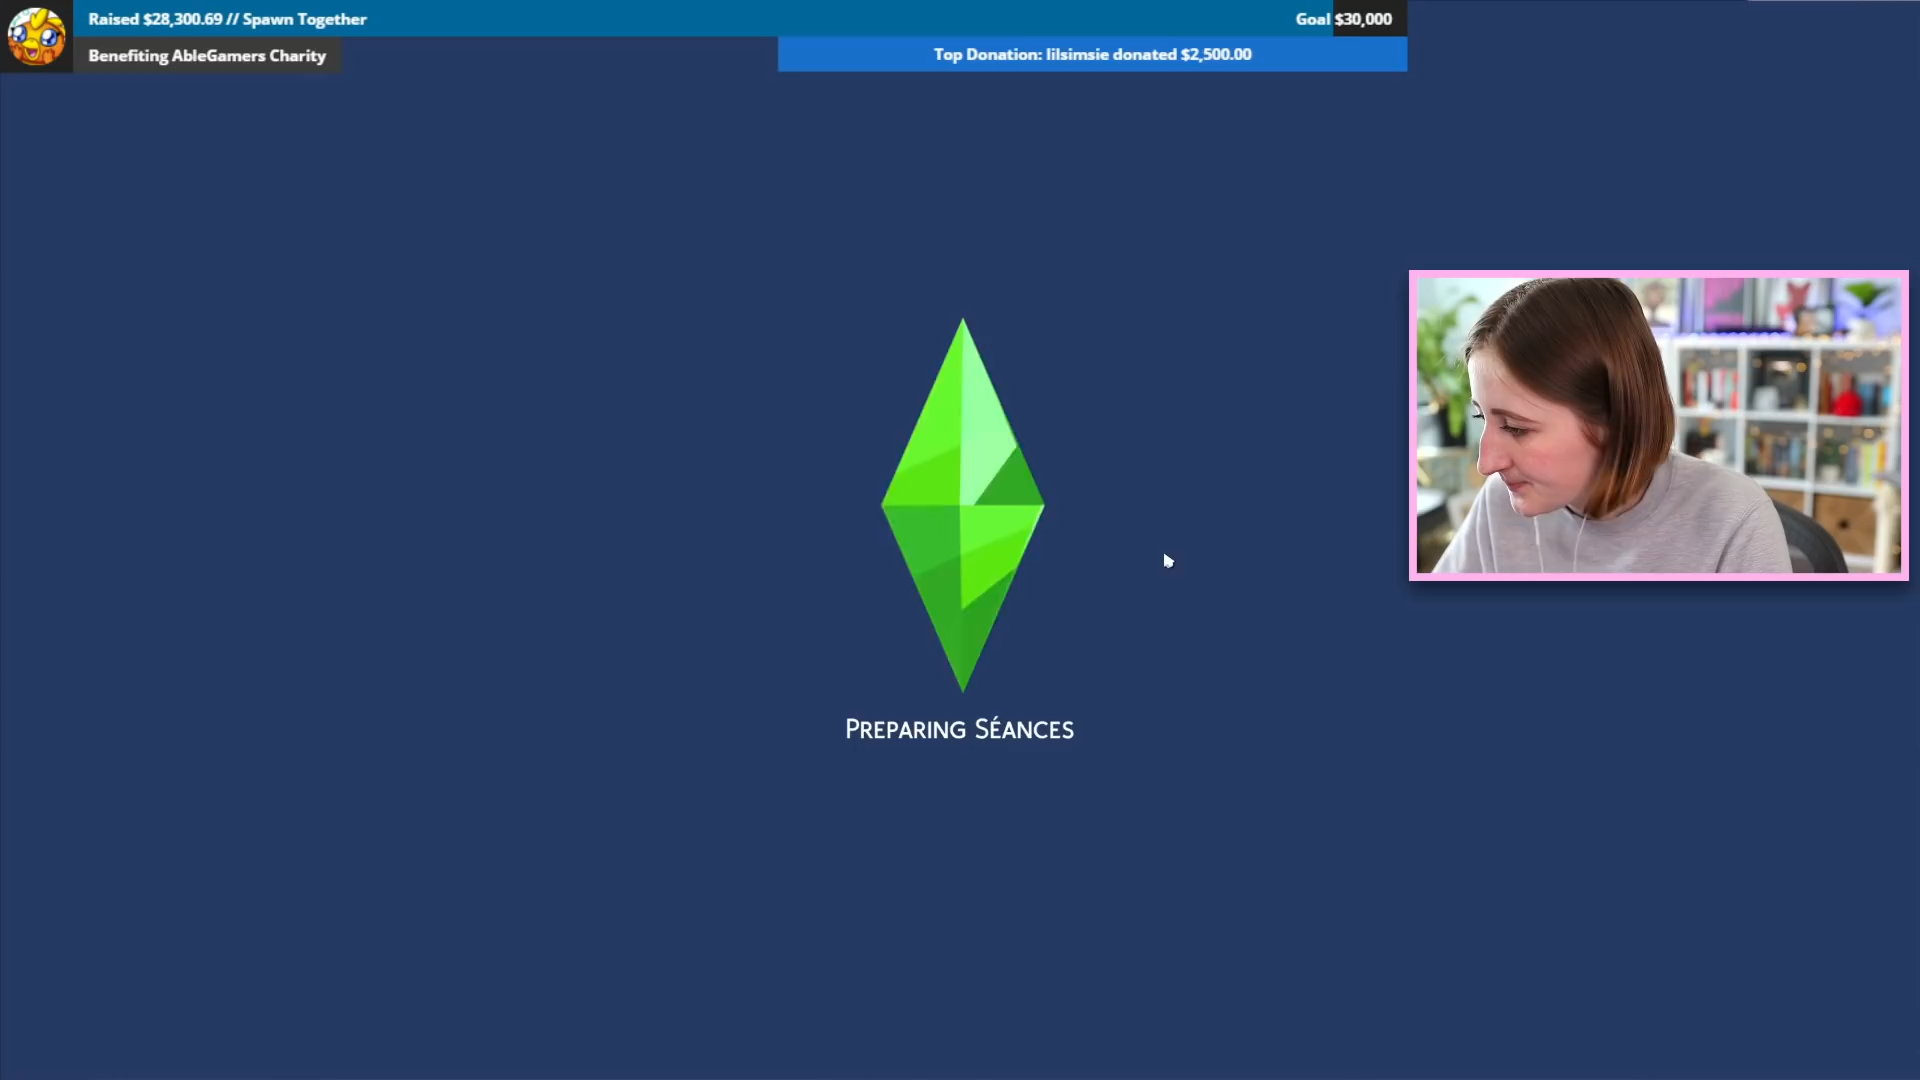 Raised $28,300.69 // Spawn Together
Goal $30,000
Benefiting AbleGamers Charity
Top Donation: lilsimsie donated $2,500.00
Preparing Séances